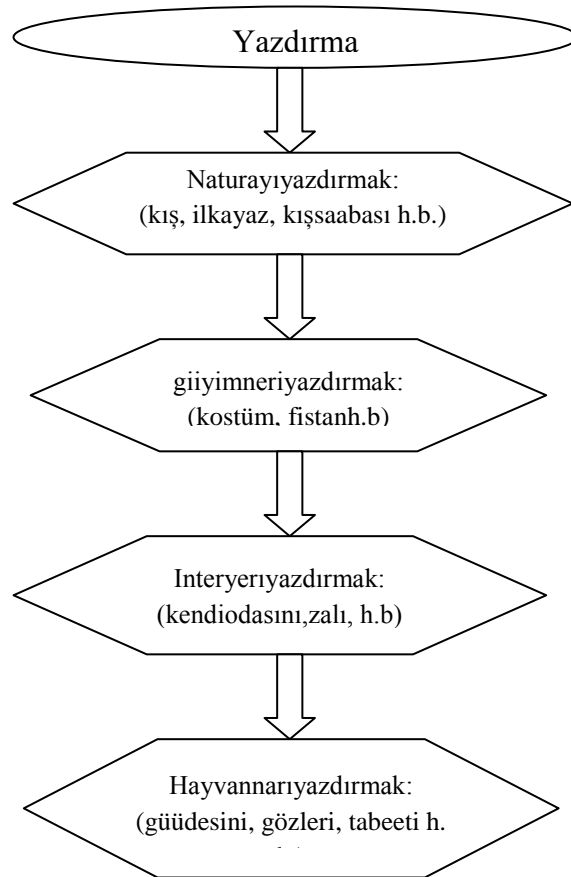 Yazdırma
Naturayıyazdırmak:
(kış, ilkayaz, kışsaabası h.b.)
giiyimneriyazdırmak:
(kostüm, fistanh.b)
Interyerıyazdırmak:
(kendiodasını,zalı, h.b)
Hayvannarıyazdırmak:
(güüdesini, gözleri, tabeeti h.